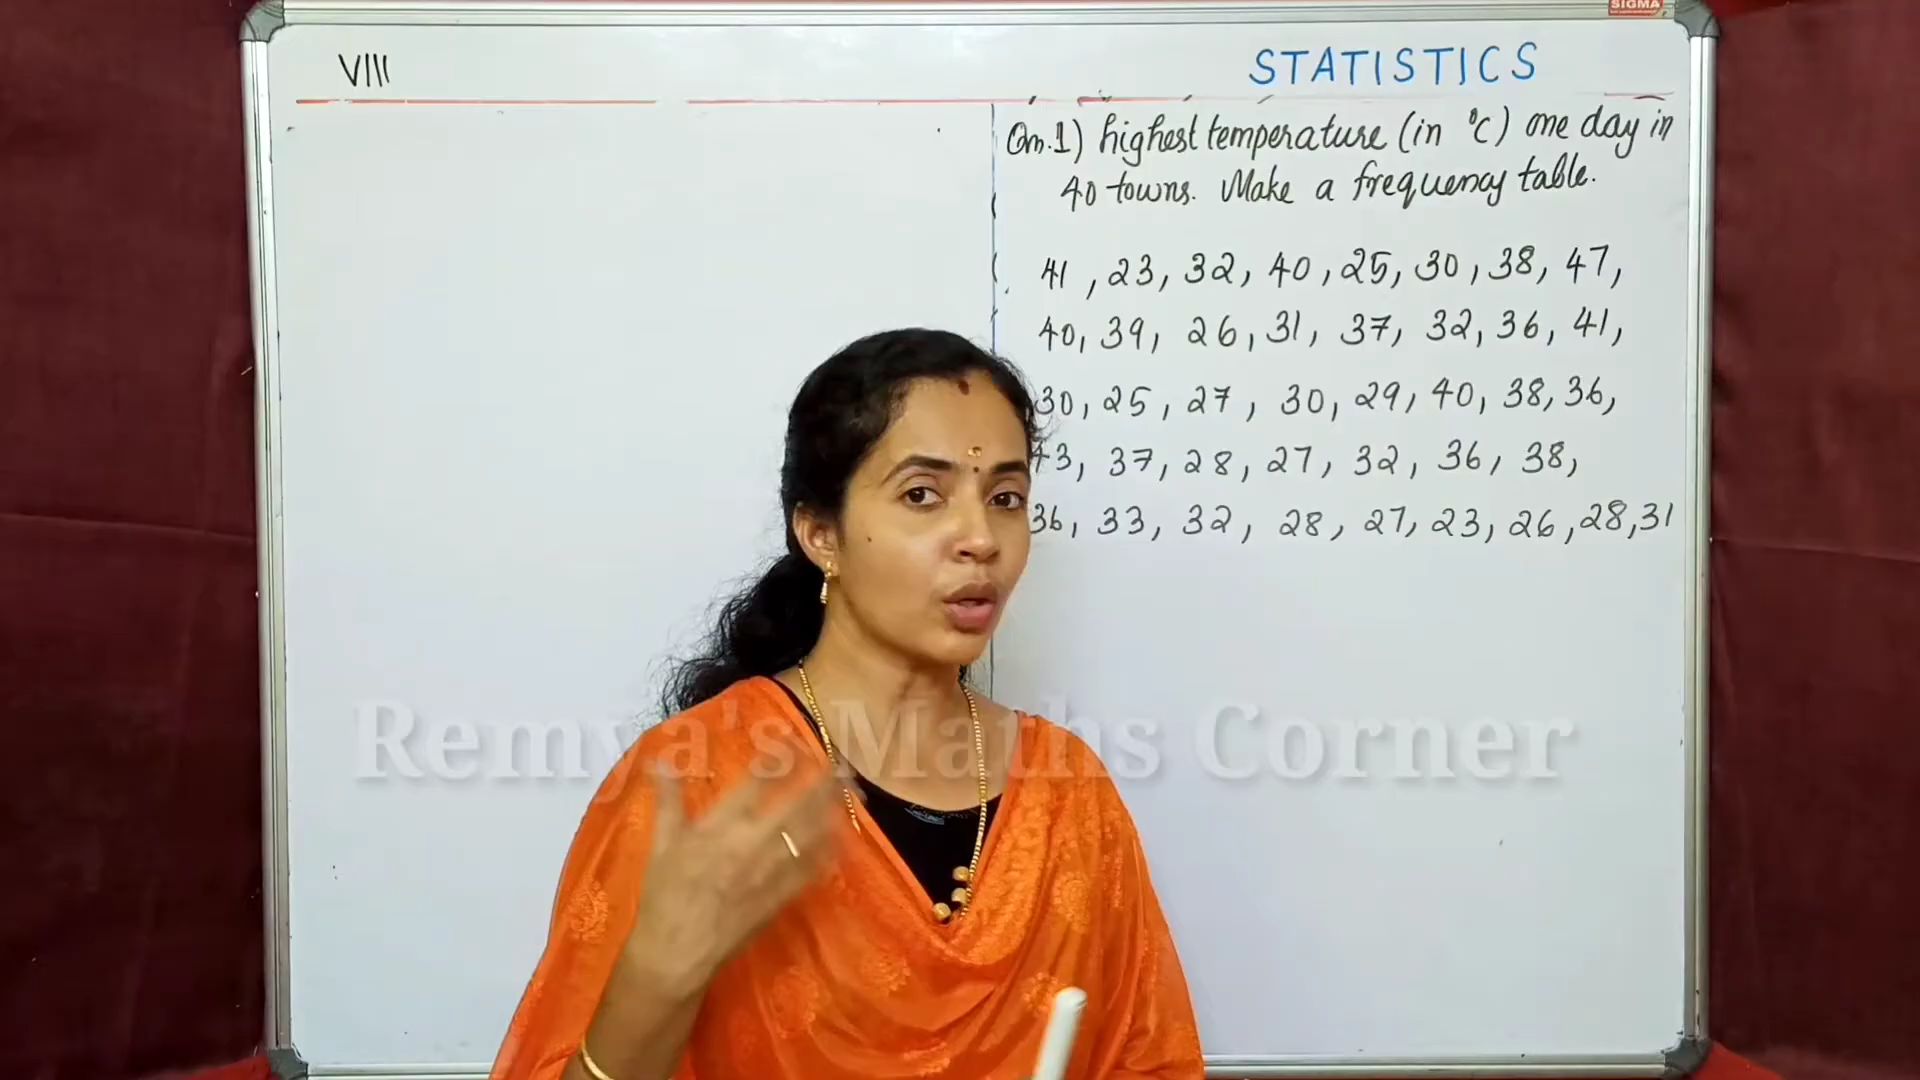 SIGMA
VIII
STATISTICS
Qn.1) highest temperature (in °C) one day in
40 towns. Make a frequency table.
41, 23, 32, 40, 25, 30, 38, 47,
40, 39, 26, 31, 37, 32, 36, 41,
30, 25, 27, 30, 29, 40, 38, 36,
43, 37, 28, 27, 32, 36, 38,
36, 33, 32, 28, 27, 23, 26, 28, 31
Remya's Maths Corner